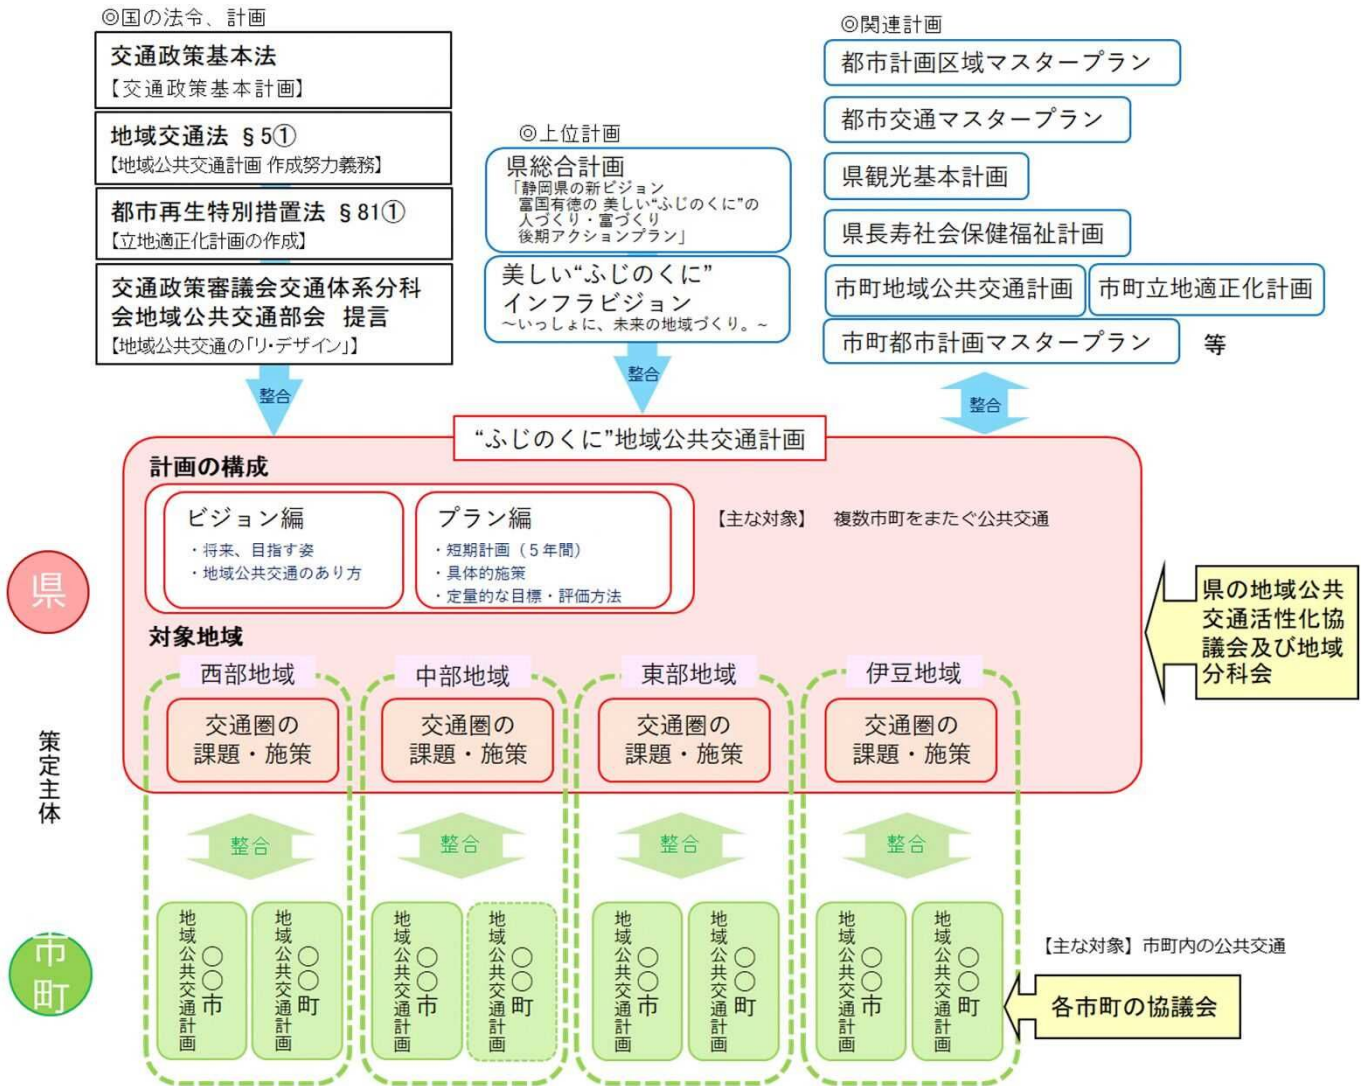 ◎国の法令、計画
交通政策基本法
【交通政策基本計画】
地域交通法 §5①
【地域公共交通計画 作成努力義務】
都市再生特別措置法 §81①
【立地適正化計画の作成】
交通政策審議会交通体系分科
会地域公共交通部会 提言
【地域公共交通の「リ・デザイン」】
整合
◎上位計画
県総合計画
「静岡県の新ビジョン
富国有徳の 美しい“ふじのくに”の
人づくり・富づくり
後期アクションプラン」
美しい“ふじのくに”
インフラビジョン
～いっしょに、未来の地域づくり。~
整合
◎関連計画
都市計画区域マスタープラン
都市交通マスタープラン
県観光基本計画
県長寿社会保健福祉計画
市町地域公共交通計画
市町立地適正化計画
市町都市計画マスタープラン
等
整合
“ふじのくに”地域公共交通計画
計画の構成
ビジョン編
・将来、目指す姿
・地域公共交通のあり方
プラン編
・短期計画（５年間）
・具体的施策
・定量的な目標・評価方法
【主な対象】 複数市町をまたぐ公共交通
県
県の地域公共
交通活性化協
議会及び地域
分科会
対象地域
西部地域
中部地域
東部地域
伊豆地域
交通圏の
課題・施策
交通圏の
課題・施策
交通圏の
課題・施策
交通圏の
課題・施策
策定主体
整合
整合
整合
整合
市
町
〇〇市
地域公共交通計画
〇〇町
地域公共交通計画
〇〇市
地域公共交通計画
〇〇町
地域公共交通計画
〇〇市
地域公共交通計画
〇〇町
地域公共交通計画
〇〇市
地域公共交通計画
〇〇町
地域公共交通計画
【主な対象】市町内の公共交通
各市町の協議会